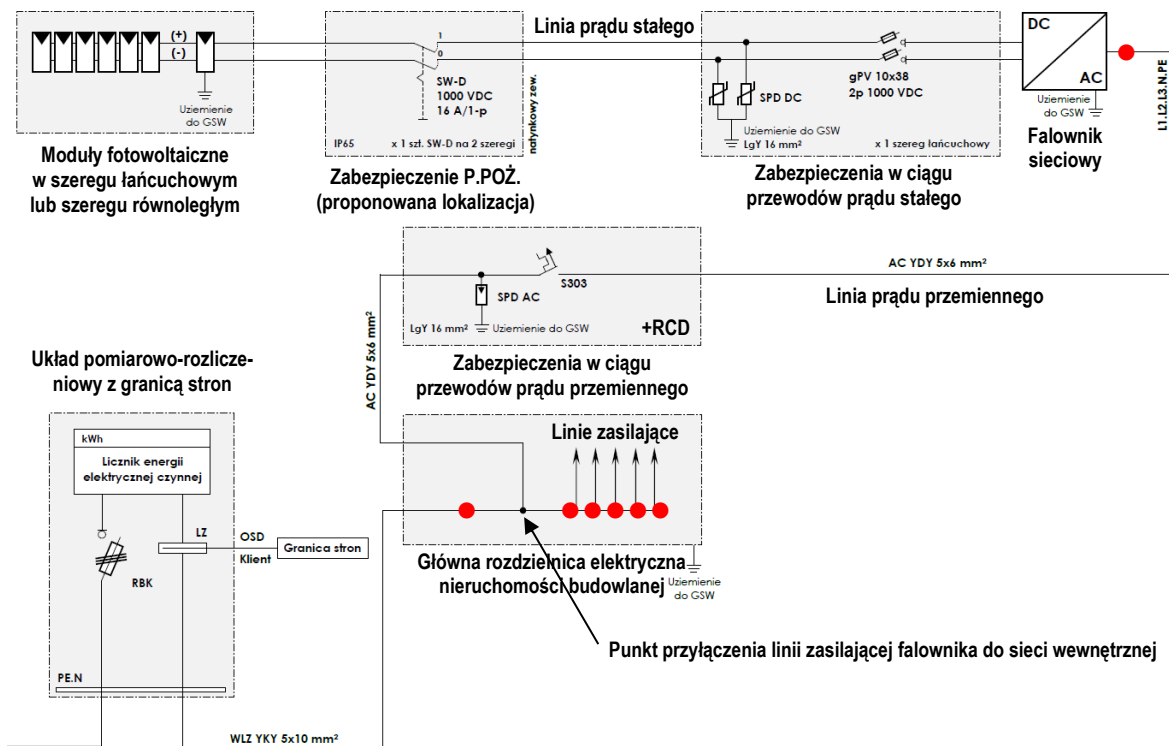 (+)
(-)
Uziemienie
do GSW
Moduły fotowoltaiczne
w szeregu łańcuchowym
lub szeregu równoległym
1
0
SW-D
1000 VDC
16 A/1-p
IP65
x 1 szt. SW-D na 2 szeregi
natynkowy zew.
Zabezpieczenie P.POŻ.
(proponowana lokalizacja)
Linia prądu stałego
SPD DC
gPV 10x38
2p 1000 VDC
Uziemienie do GSW
LgY 16 mm²
x 1 szereg łańcuchowy
Zabezpieczenia w ciągu
przewodów prądu stałego
DC
AC
Uziemienie
do GSW
Falownik
sieciowy
L1.L2.L3.N.PE
AC YDY 5x6 mm²
Linia prądu przemiennego
S303
SPD AC
LgY 16 mm²
Uziemienie do GSW
+RCD
Zabezpieczenia w ciągu
przewodów prądu przemiennego
AC YDY 5x6 mm²
Układ pomiarowo-rozlicze-
niowy z granicą stron
kWh
Licznik energii
elektrycznej czynnej
LZ
OSD
Klient
Granica stron
RBK
PE.N
WLZ YKY 5x10 mm²
Linie zasilające
Główna rozdzielnica elektryczna
nieruchomości budowlanej
Uziemienie
do GSW
Punkt przyłączenia linii zasilającej falownika do sieci wewnętrznej